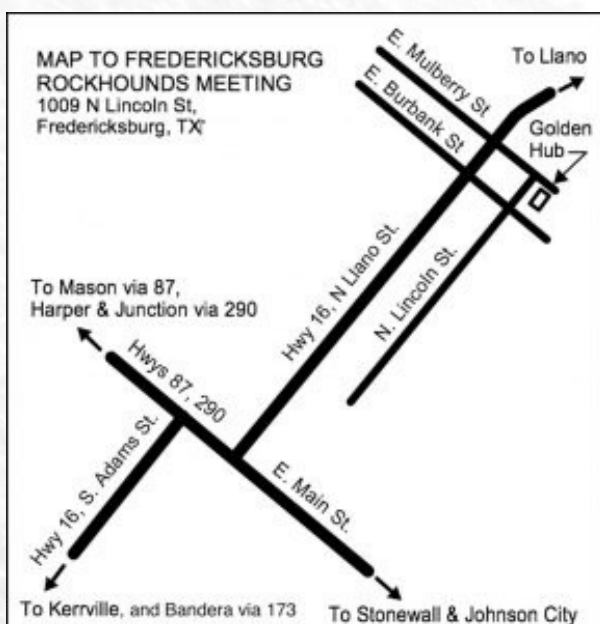 MAP TO FREDERICKSBURG
ROCKHOUNDS MEETING
1009 N Lincoln St,
Fredericksburg, TX
E. Mulberry St
E. Burbank St
To Llano
Golden
Hub
Hwy 16, N Llano St.
N. Lincoln St.
To Mason via 87,
Harper & Junction via 290
Hwys 87, 290
Hwy 16, S. Adams St.
E. Main St.
To Kerrville, and Bandera via 173
To Stonewall & Johnson City